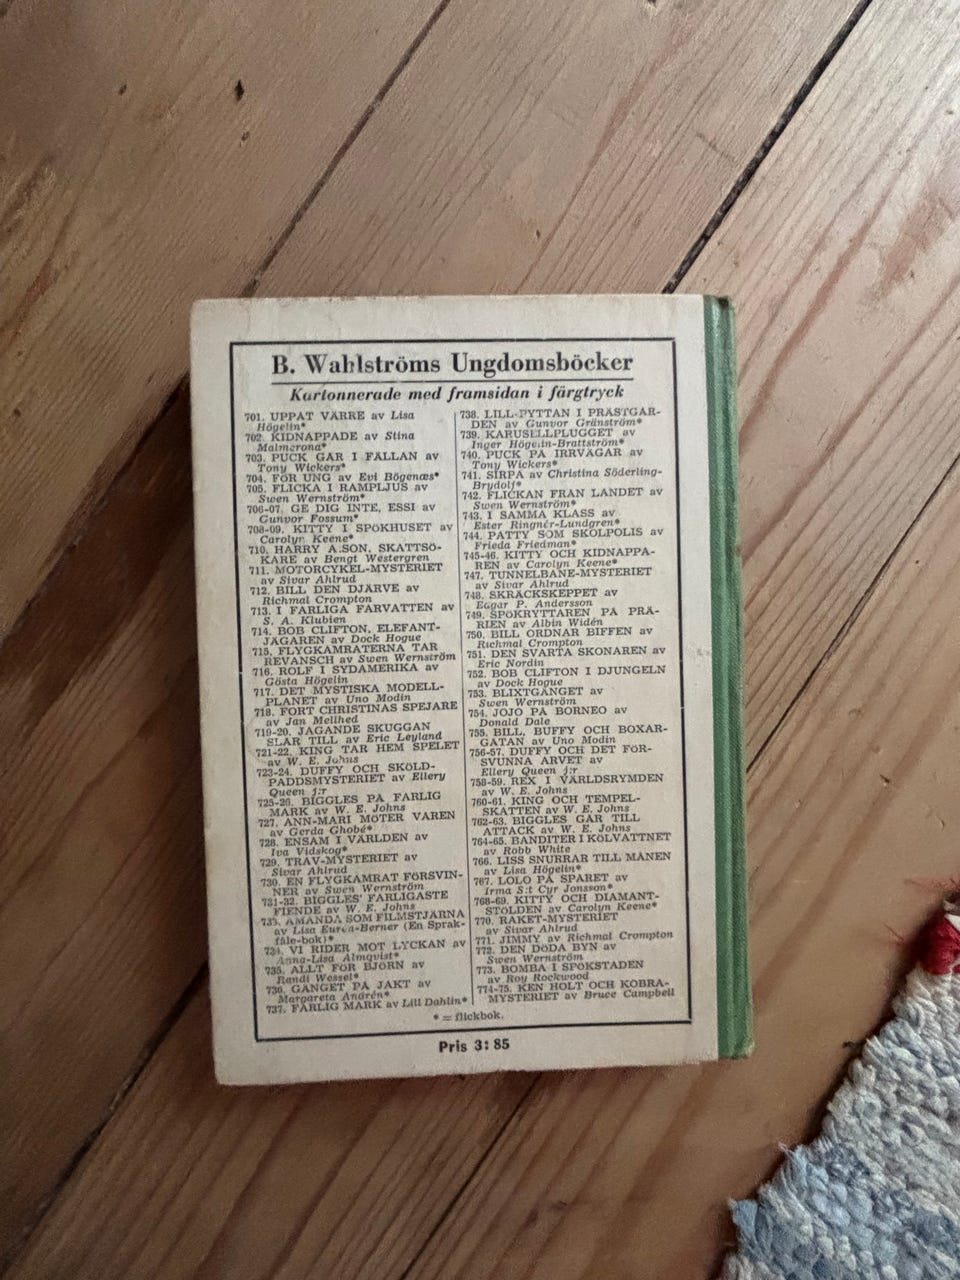 B. Wahlströms Ungdomsböcker
Kartonnerade med framsidan i färgtryck
701. UPPAT VÄRRE av Lisa
Högelin*
702. KIDNAPPADE av Stina
Malmcrona*
703. PUCK GÅR I FÄLLAN av
Tony Wickers*
704. FÖR UNG av Evi Bögenæs*
705. FLICKA I RAMPLJUS av
Swen Wernström*
706-07. GE DIG INTE, ESSI av
Gunvor Fossum*
708-09. KITTY I SPÖKHUSET av
Carolyn Keene*
710. HARRY A:SON, SKATTSÖ-
KARE av Bengt Westergren
711. MOTORCYKEL-MYSTERIET
av Sivar Ahlrud
712. BILL DEN DJÄRVE av
Richmal Crompton
713. I FARLIGA FARVATTEN av
S. A. Klubien
714. BOB CLIFTON, ELEFANT-
JÄGAREN av Dock Hogue
715. FLYGKAMRATERNA TAR
REVANSCH av Swen Wernström
716. ROLF I SYDAMERIKA av
Gösta Högelin
717. DET MYSTISKA MODELL-
PLANET av Uno Modin
718. FORT CHRISTINAS SPEJARE
av Jan Mellhed
719-20. JAGANDE SKUGGAN
SLÅR TILL av Eric Leyland
721-22. KING TAR HEM SPELET
av W. E. Johns
723-24. DUFFY OCH SKÖLD-
PADDSMYSTERIET av Ellery
Queen j:r
725-26. BIGGLES PÅ FARLIG
MARK av W. E. Johns
727. ANN-MARI MÖTER VÅREN
av Gerda Ghobé*
728. ENSAM I VÄRLDEN av
Iva Vidskog*
729. TRAV-MYSTERIET av
Sivar Ahlrud
730. EN FLYGKAMRAT FÖRSVIN-
NER av Swen Wernström
731-32. BIGGLES' FARLIGASTE
FIENDE av W. E. Johns
733. AMANDA SOM FILMSTJÄRNA
av Lisa Eurén-Berner (En Sprak-
fåle-bok)*
734. VI RIDER MOT LYCKAN av
Anna-Lisa Almqvist*
735. ALLT FÖR BJÖRN av
Randi Wessel*
736. GÄNGET PÅ JAKT av
Margareta Andrén*
737. FARLIG MARK av Lill Dahlin*
738. LILL-PYTTAN I PRÄSTGÅR-
DEN av Gunvor Gränström*
739. KARUSELLPLUGGET av
Inger Högelin-Brattström*
740. PUCK PÅ IRRVÄGAR av
Tony Wickers*
741. SIRPA av Christina Söderling-
Brydolf*
742. FLICKAN FRÅN LANDET av
Swen Wernström*
743. I SAMMA KLASS av
Ester Ringnér-Lundgren*
744. PATTY SOM SKOLPOLIS av
Frieda Friedman*
745-46. KITTY OCH KIDNAPPA-
REN av Carolyn Keene*
747. TUNNELBANE-MYSTERIET
av Sivar Ahlrud
748. SKRÄCKSKEPPET av
Edgar P. Andersson
749. SPÖKRYTTAREN PÅ PRÄ-
RIEN av Albin Widén
750. BILL ORDNAR BIFFEN av
Richmal Crompton
751. DEN SVARTA SKONAREN av
Eric Nordin
752. BOB CLIFTON I DJUNGELN
av Dock Hogue
753. BLIXTGÄNGET av
Swen Wernström
754. JOJO PÅ BORNEO av
Donald Dale
755. BILL, BUFFY OCH BOXAR-
GATAN av Uno Modin
756-57. DUFFY OCH DET FÖR-
SVUNNA ARVET av
Ellery Queen j:r
758-59. REX I VÄRLDSRYMDEN
av W. E. Johns
760-61. KING OCH TEMPEL-
SKATTEN av W. E. Johns
762-63. BIGGLES GÅR TILL
ATTACK av W. E. Johns
764-65. BANDITER I KÖLVATTNET
av Robb White
766. LISS SNURRAR TILL MÅNEN
av Lisa Högelin*
767. LOLO PÅ SPÅRET av
Irma S:t Cyr Jonsson*
768-69. KITTY OCH DIAMANT-
STÖLDEN av Carolyn Keene*
770. RAKET-MYSTERIET
av Sivar Ahlrud
771. JIMMY av Richmal Crompton
772. DEN DÖDA BYN av
Swen Wernström
773. BOMBA I SPÖKSTADEN
av Roy Rockwood
774-75. KEN HOLT OCH KOBRA-
MYSTERIET av Bruce Campbell
* = flickbok.
Pris 3:85